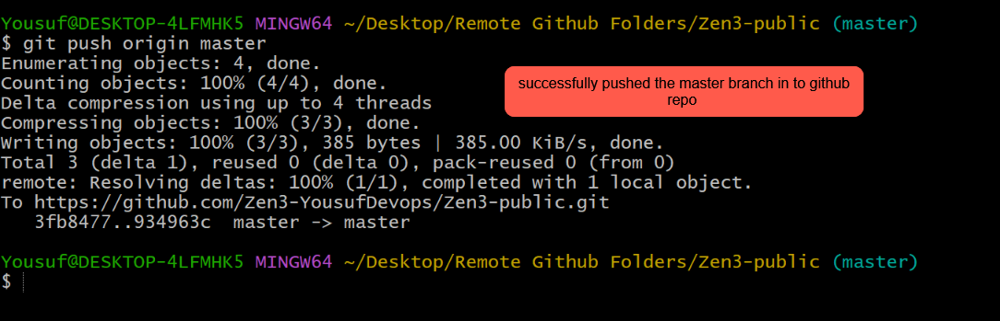 Yousuf@DESKTOP-4LFMHK5 MINGW64 ~/Desktop/Remote Github Folders/Zen3-public (master)
$ git push origin master
Enumerating objects: 4, done.
Counting objects: 100% (4/4), done.
Delta compression using up to 4 threads
Compressing objects: 100% (3/3), done.
Writing objects: 100% (3/3), 385 bytes | 385.00 KiB/s, done.
Total 3 (delta 1), reused 0 (delta 0), pack-reused 0 (from 0)
remote: Resolving deltas: 100% (1/1), completed with 1 local object.
To https://github.com/Zen3-YousufDevops/Zen3-public.git
3fb8477..934963c  master -> master
successfully pushed the master branch in to github
repo
Yousuf@DESKTOP-4LFMHK5 MINGW64 ~/Desktop/Remote Github Folders/Zen3-public (master)
$